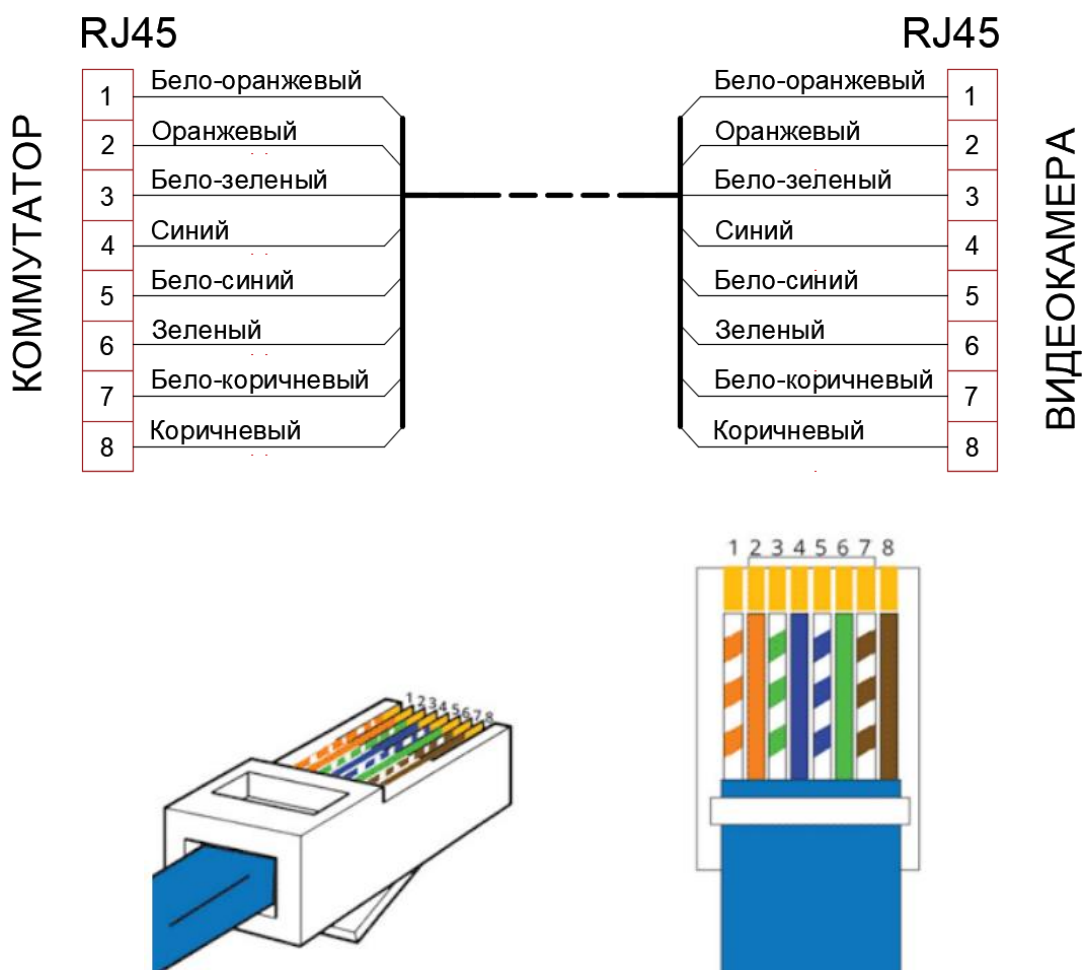 RJ45 RJ45
КОММУТАТОР
1 Бело-оранжевый
2 Оранжевый
3 Бело-зеленый
4 Синий
5 Бело-синий
6 Зеленый
7 Бело-коричневый
8 Коричневый
Бело-оранжевый 1
Оранжевый 2
Бело-зеленый 3
Синий 4
Бело-синий 5
Зеленый 6
Бело-коричневый 7
Коричневый 8
ВИДЕОКАМЕРА
1 2 3 4 5 6 7 8
1 2 3 4 5 6 7 8